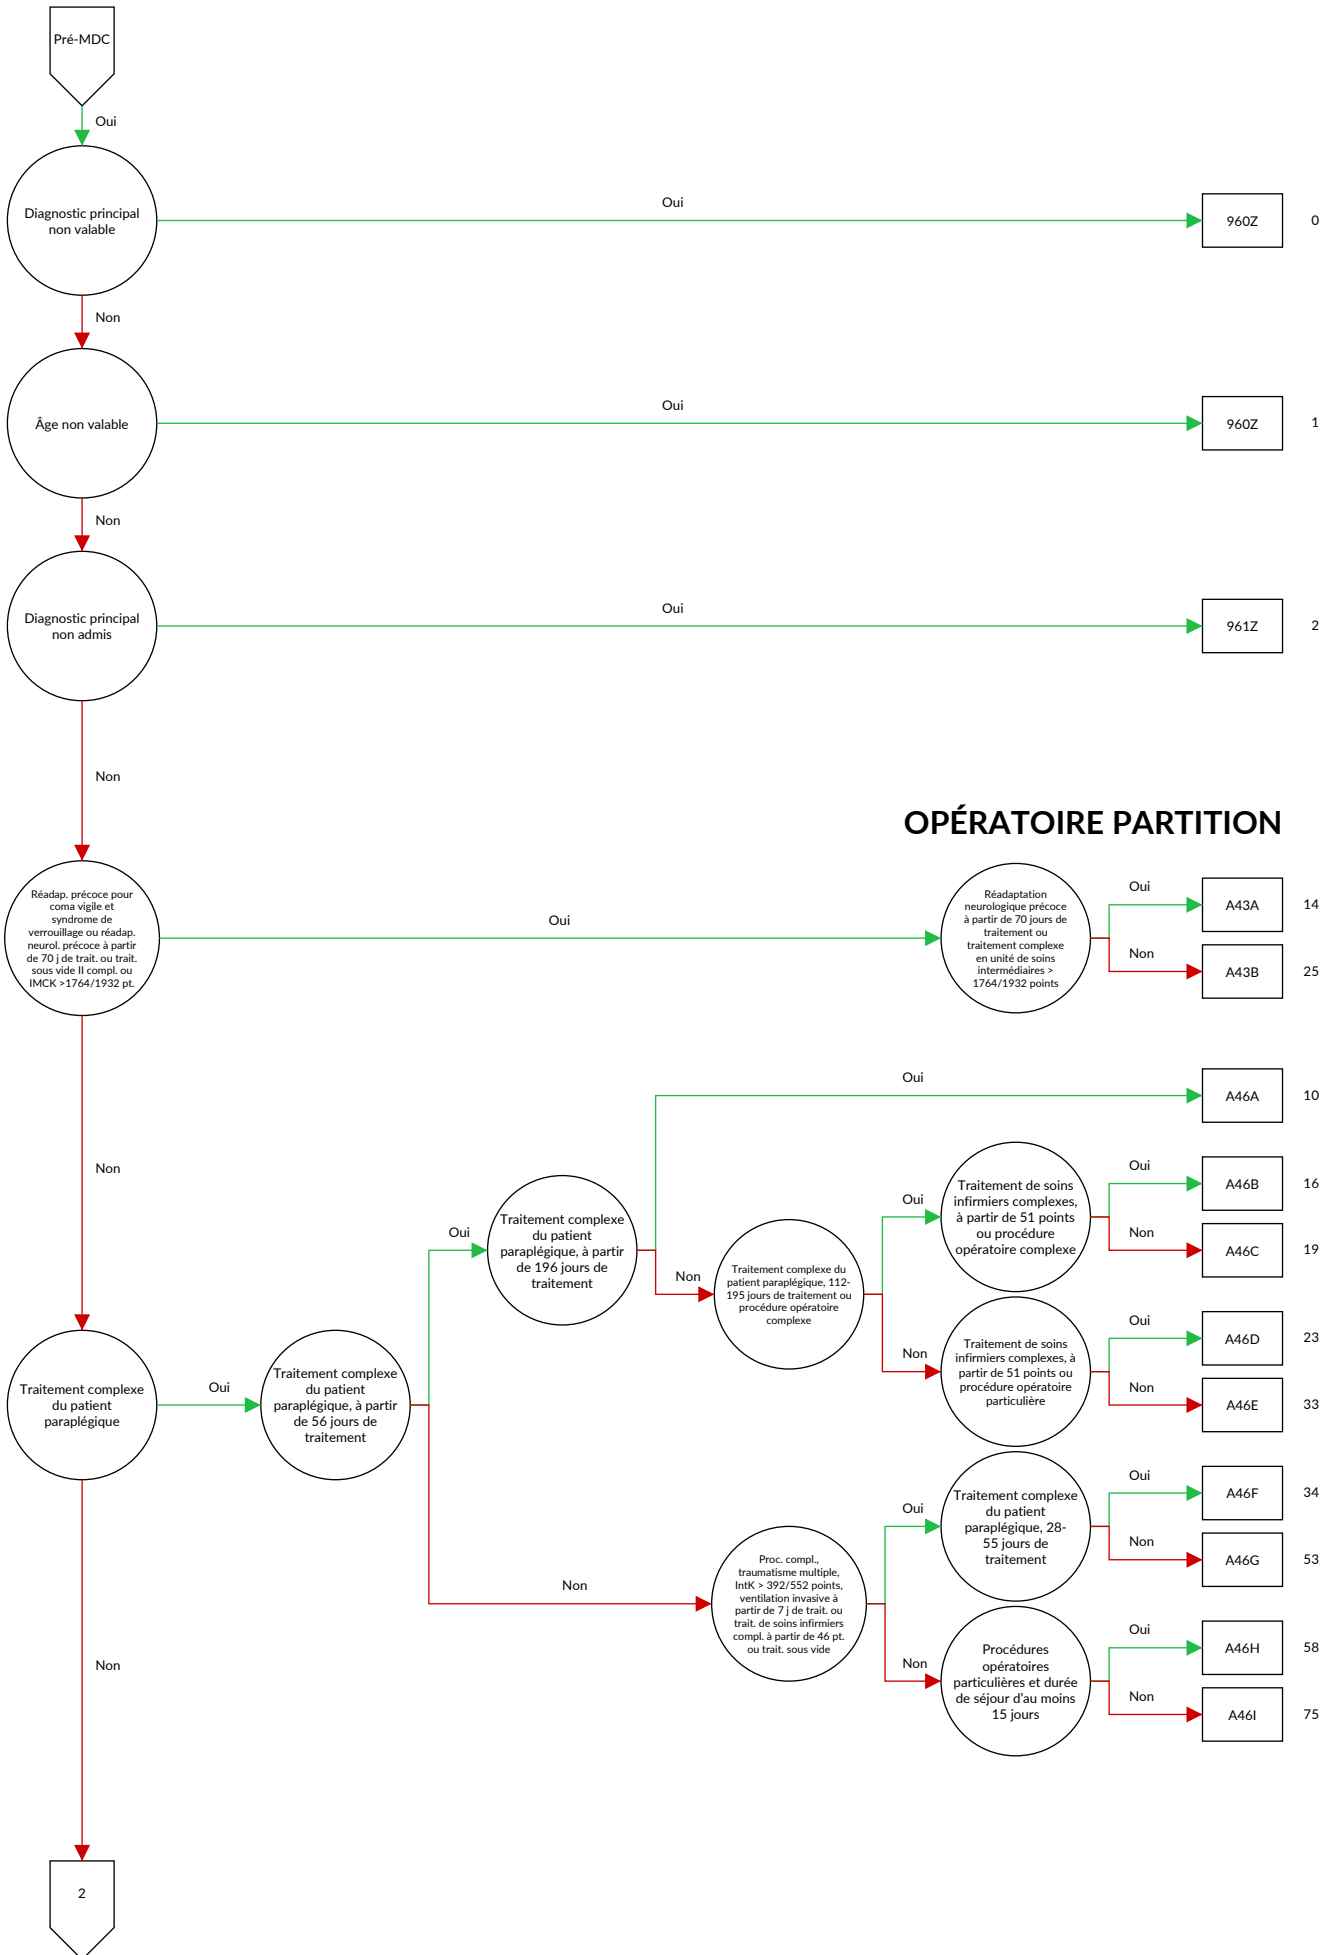 Pré-MDC
Oui
Diagnostic principal
non valable
Oui
960Z
0
Non
Âge non valable
Oui
960Z
1
Non
Diagnostic principal
non admis
Oui
961Z
2
Non
OPÉRATOIRE PARTITION
Réadap. précoce pour
coma vigile et
syndrome de
verrouillage ou réadap.
neurol. précoce à partir
de 70 j de trait. ou trait.
sous vide II compl. ou
IMCK >1764/1932 pt.
Oui
Réadaptation
neurologique précoce
à partir de 70 jours de
traitement ou
traitement complexe
en unité de soins
intermédiaires >
1764/1932 points
Oui
A43A
14
Non
A43B
25
Non
Traitement complexe
du patient
paraplégique
Oui
Traitement complexe
du patient
paraplégique, à partir
de 56 jours de
traitement
Oui
Traitement complexe
du patient
paraplégique, à partir
de 196 jours de
traitement
Oui
A46A
10
Non
Traitement complexe du
patient paraplégique, 112-
195 jours de traitement ou
procédure opératoire
complexe
Oui
Traitement de soins
infirmiers complexes,
à partir de 51 points
ou procédure
opératoire complexe
Oui
A46B
16
Non
A46C
19
Non
Traitement de soins
infirmiers complexes, à
partir de 51 points ou
procédure opératoire
particulière
Oui
A46D
23
Non
A46E
33
Non
Proc. compl.,
traumatisme multiple,
IntK > 392/552 points,
ventilation invasive à
partir de 7 j de trait. ou
trait. de soins infirmiers
compl. à partir de 46 pt.
ou trait. sous vide
Oui
Traitement complexe
du patient
paraplégique, 28-
55 jours de
traitement
Oui
A46F
34
Non
A46G
53
Non
Procédures
opératoires
particulières et durée
de séjour d'au moins
15 jours
Oui
A46H
58
Non
A46I
75
Non
2